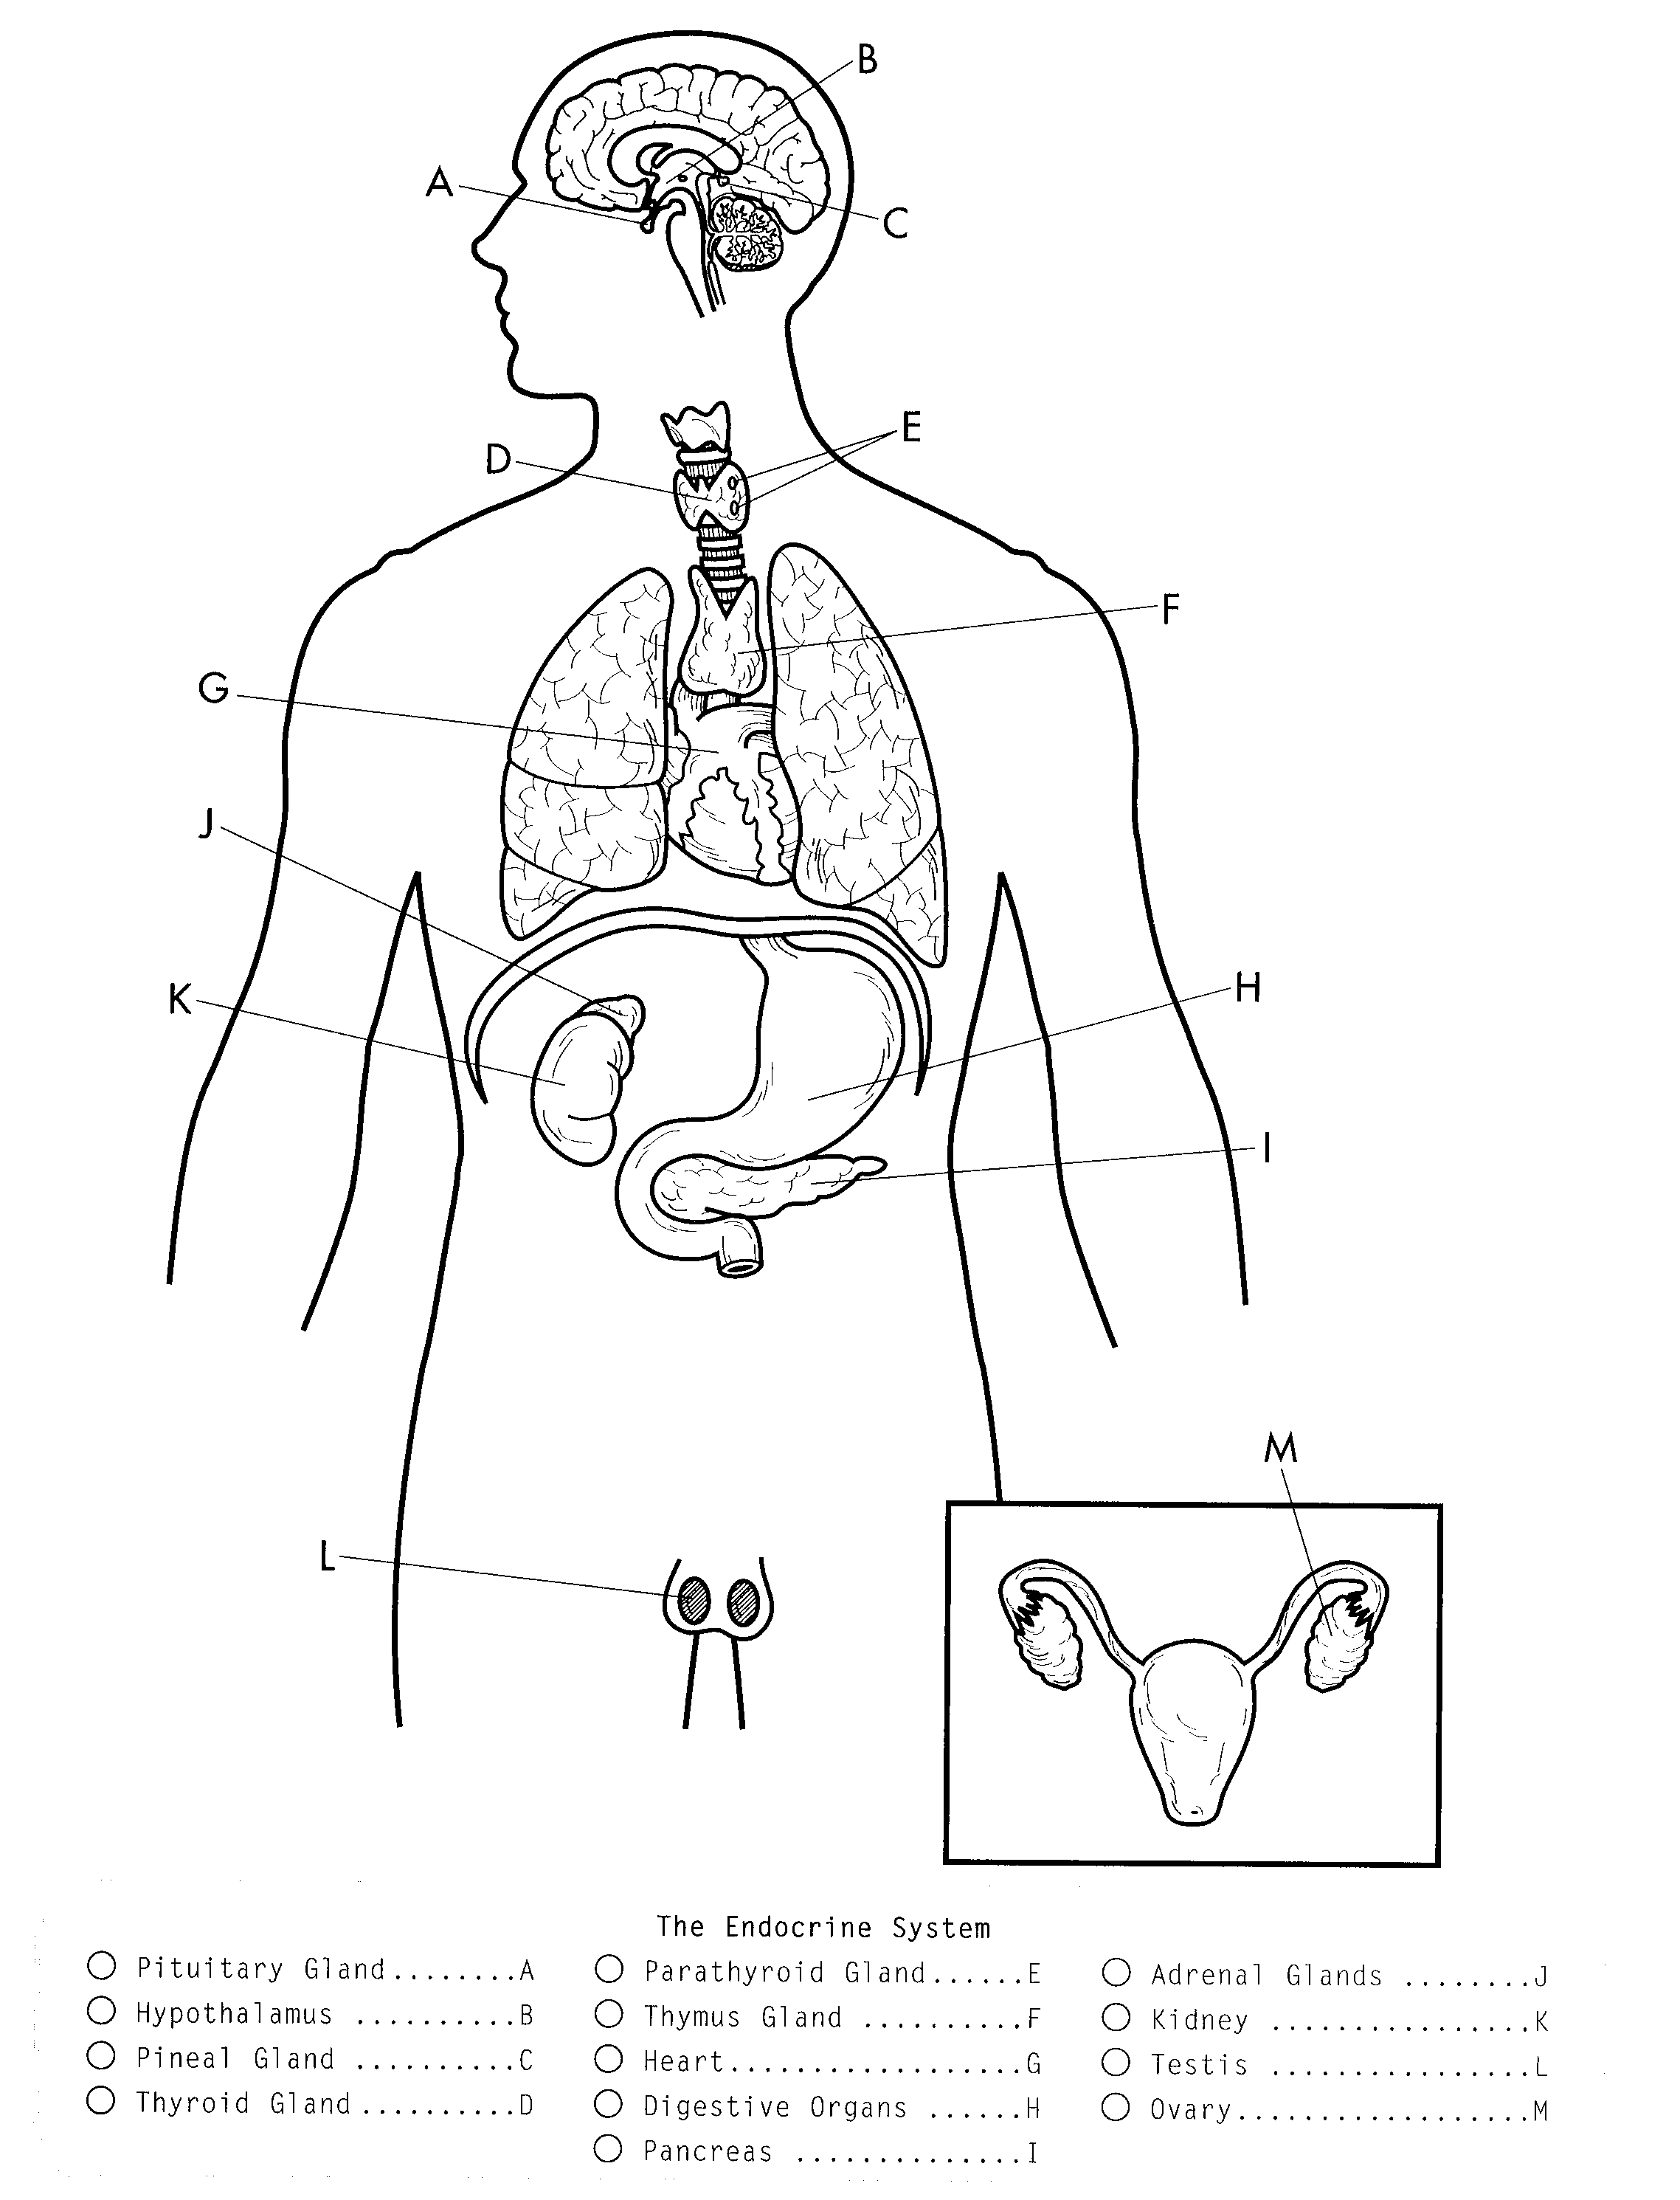 B
A
C
E
D
F
G
J
K
H
I
M
L
The Endocrine System
Pituitary Gland........A
Hypothalamus ..........B
Pineal Gland ..........C
Thyroid Gland..........D
Parathyroid Gland......E
Thymus Gland ..........F
Heart..................G
Digestive Organs ......H
Pancreas ..............I
Adrenal Glands ........J
Kidney ................K
Testis ................L
Ovary..................M